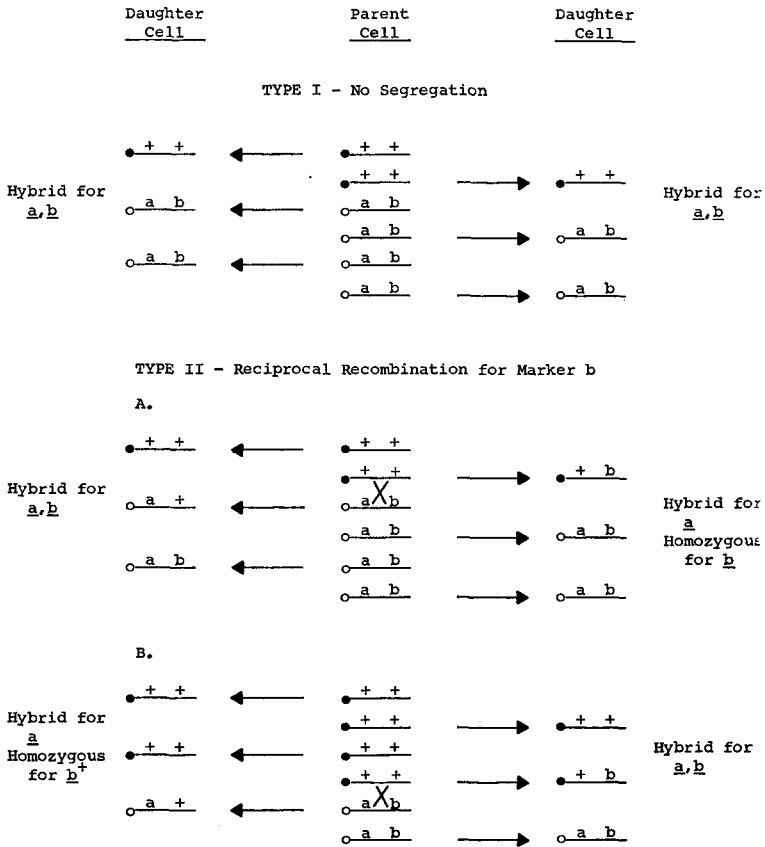 Daughter Cell
Parent Cell
Daughter Cell
TYPE I - No Segregation
+ +
+ +
+ +
+ +
Hybrid for
a,b
a b
a b
Hybrid for
a,b
a b
a b
a b
a b
a b
a b
TYPE II - Reciprocal Recombination for Marker b
A.
+ +
+ +
+ +
+ b
Hybrid for
a,b
a +
a b
Hybrid for
a
Homozygous
for b
a b
a b
a b
a b
a b
a b
B.
+ +
+ +
Hybrid for
a
Homozygous
for b+
+ +
+ +
+ +
+ +
Hybrid for
a,b
+ +
+ b
a +
a b
a b
a b